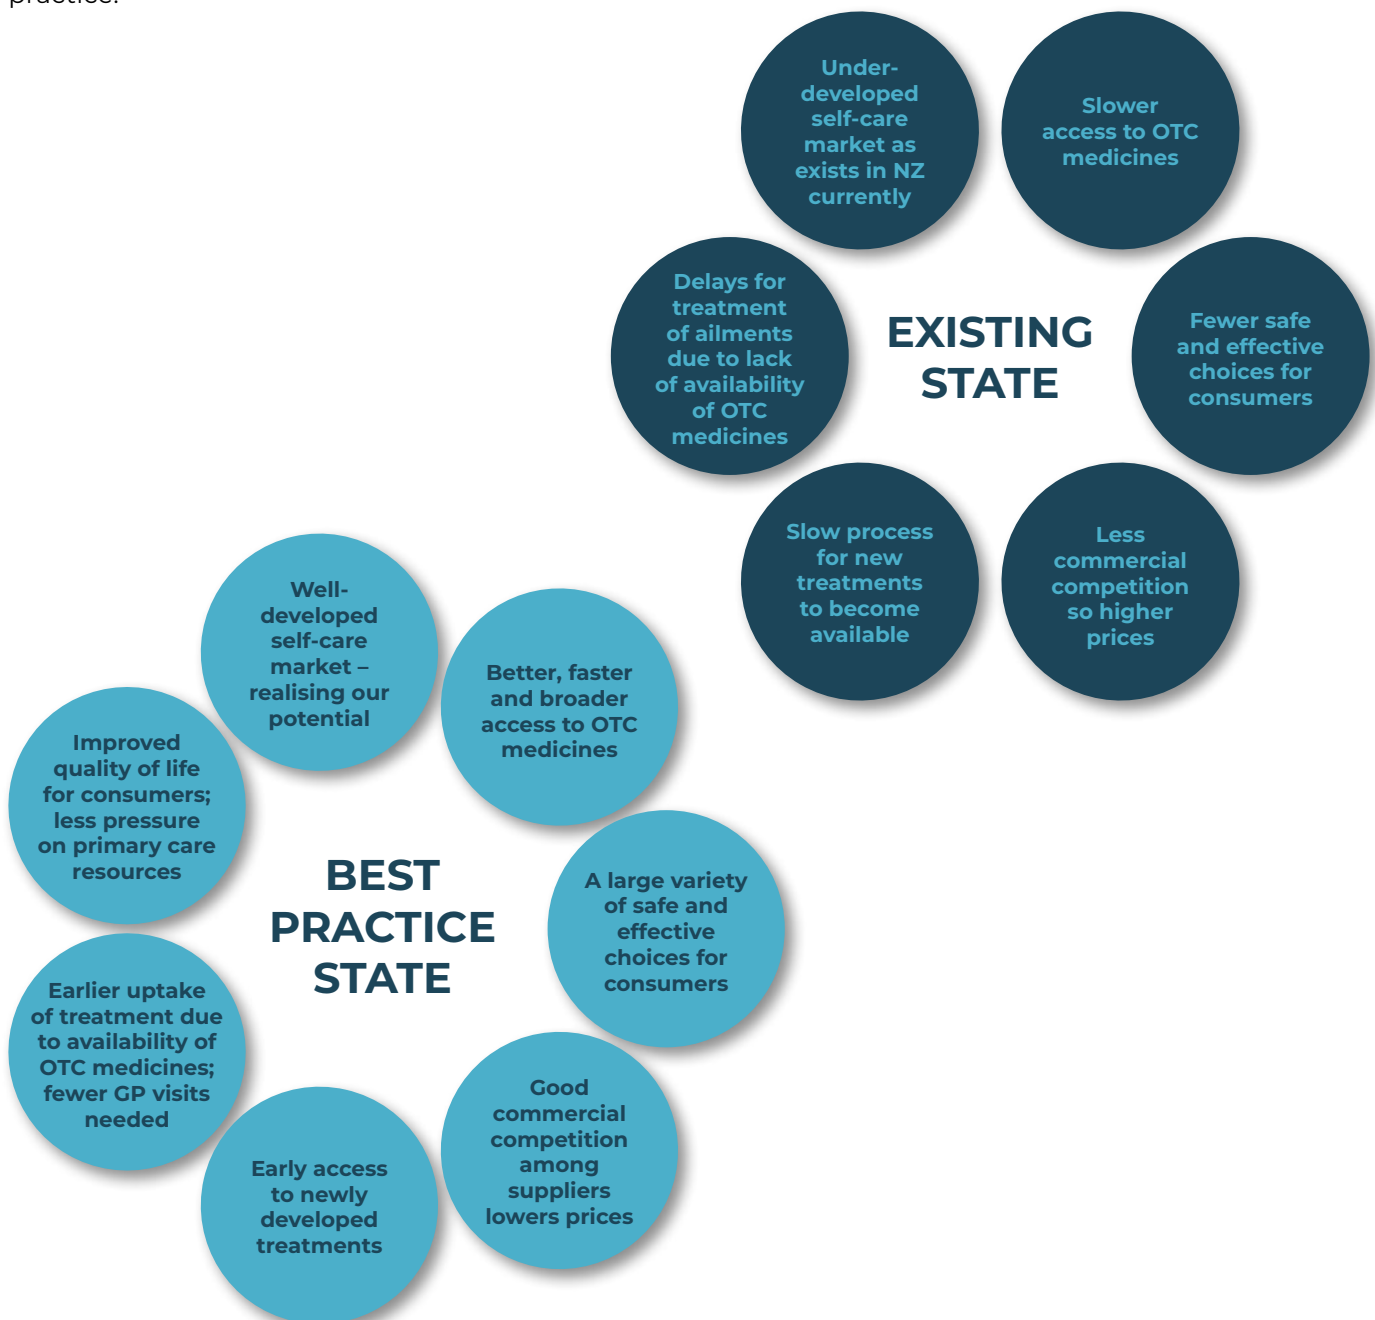 practice.
Under-
developed
self-care
market as
exists in NZ
currently
Slower
access to OTC
medicines
Fewer safe
and effective
choices for
consumers
Less
commercial
competition
so higher
prices
Slow process
for new
treatments
to become
available
Delays for
treatment
of ailments
due to lack
of availability
of OTC
medicines
EXISTING
STATE
Well-
developed
self-care
market –
realising our
potential
Better, faster
and broader
access to OTC
medicines
A large variety
of safe and
effective
choices for
consumers
Good
commercial
competition
among
suppliers
lowers prices
Early access
to newly
developed
treatments
Earlier uptake
of treatment due
to availability of
OTC medicines;
fewer GP visits
needed
Improved
quality of life
for consumers;
less pressure
on primary care
resources
BEST
PRACTICE
STATE